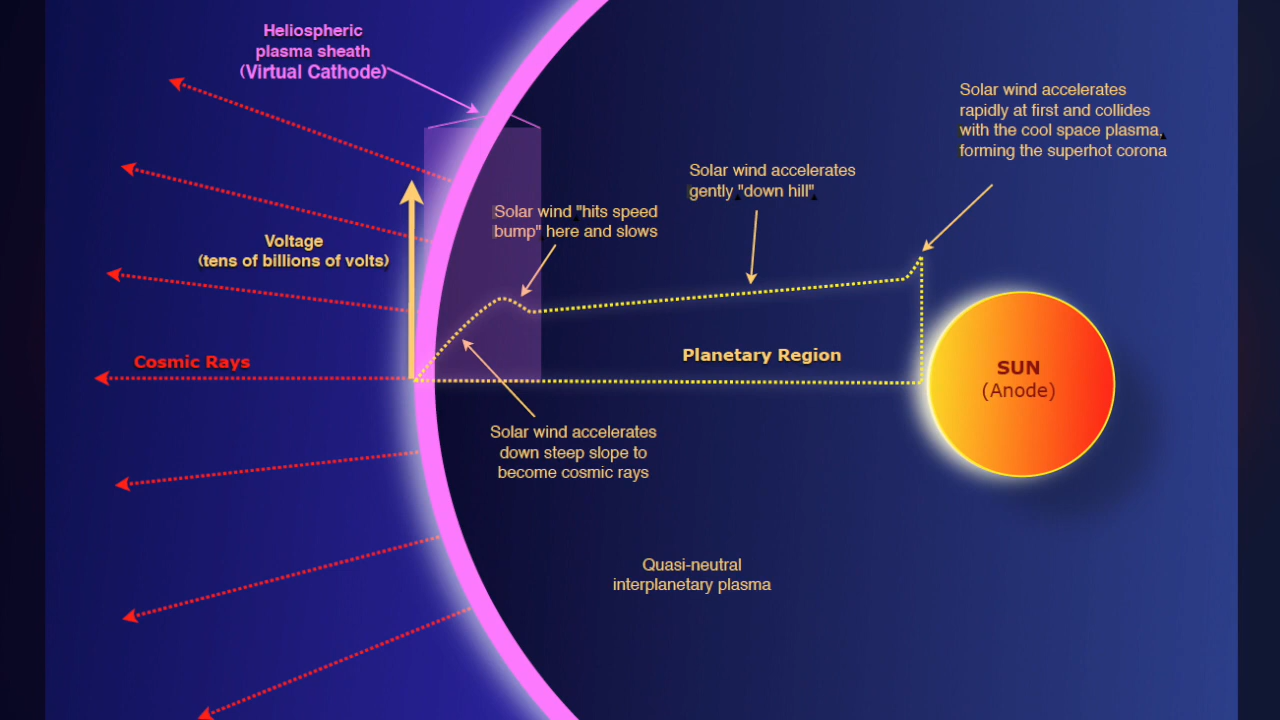 Heliospheric
plasma sheath
(Virtual Cathode)
Solar wind accelerates
rapidly at first and collides
with the cool space plasma,
forming the superhot corona
Solar wind accelerates
gently "down hill"
Solar wind "hits speed
bump" here and slows
Voltage
(tens of billions of volts)
Cosmic Rays
Planetary Region
SUN
(Anode)
Solar wind accelerates
down steep slope to
become cosmic rays
Quasi-neutral
interplanetary plasma